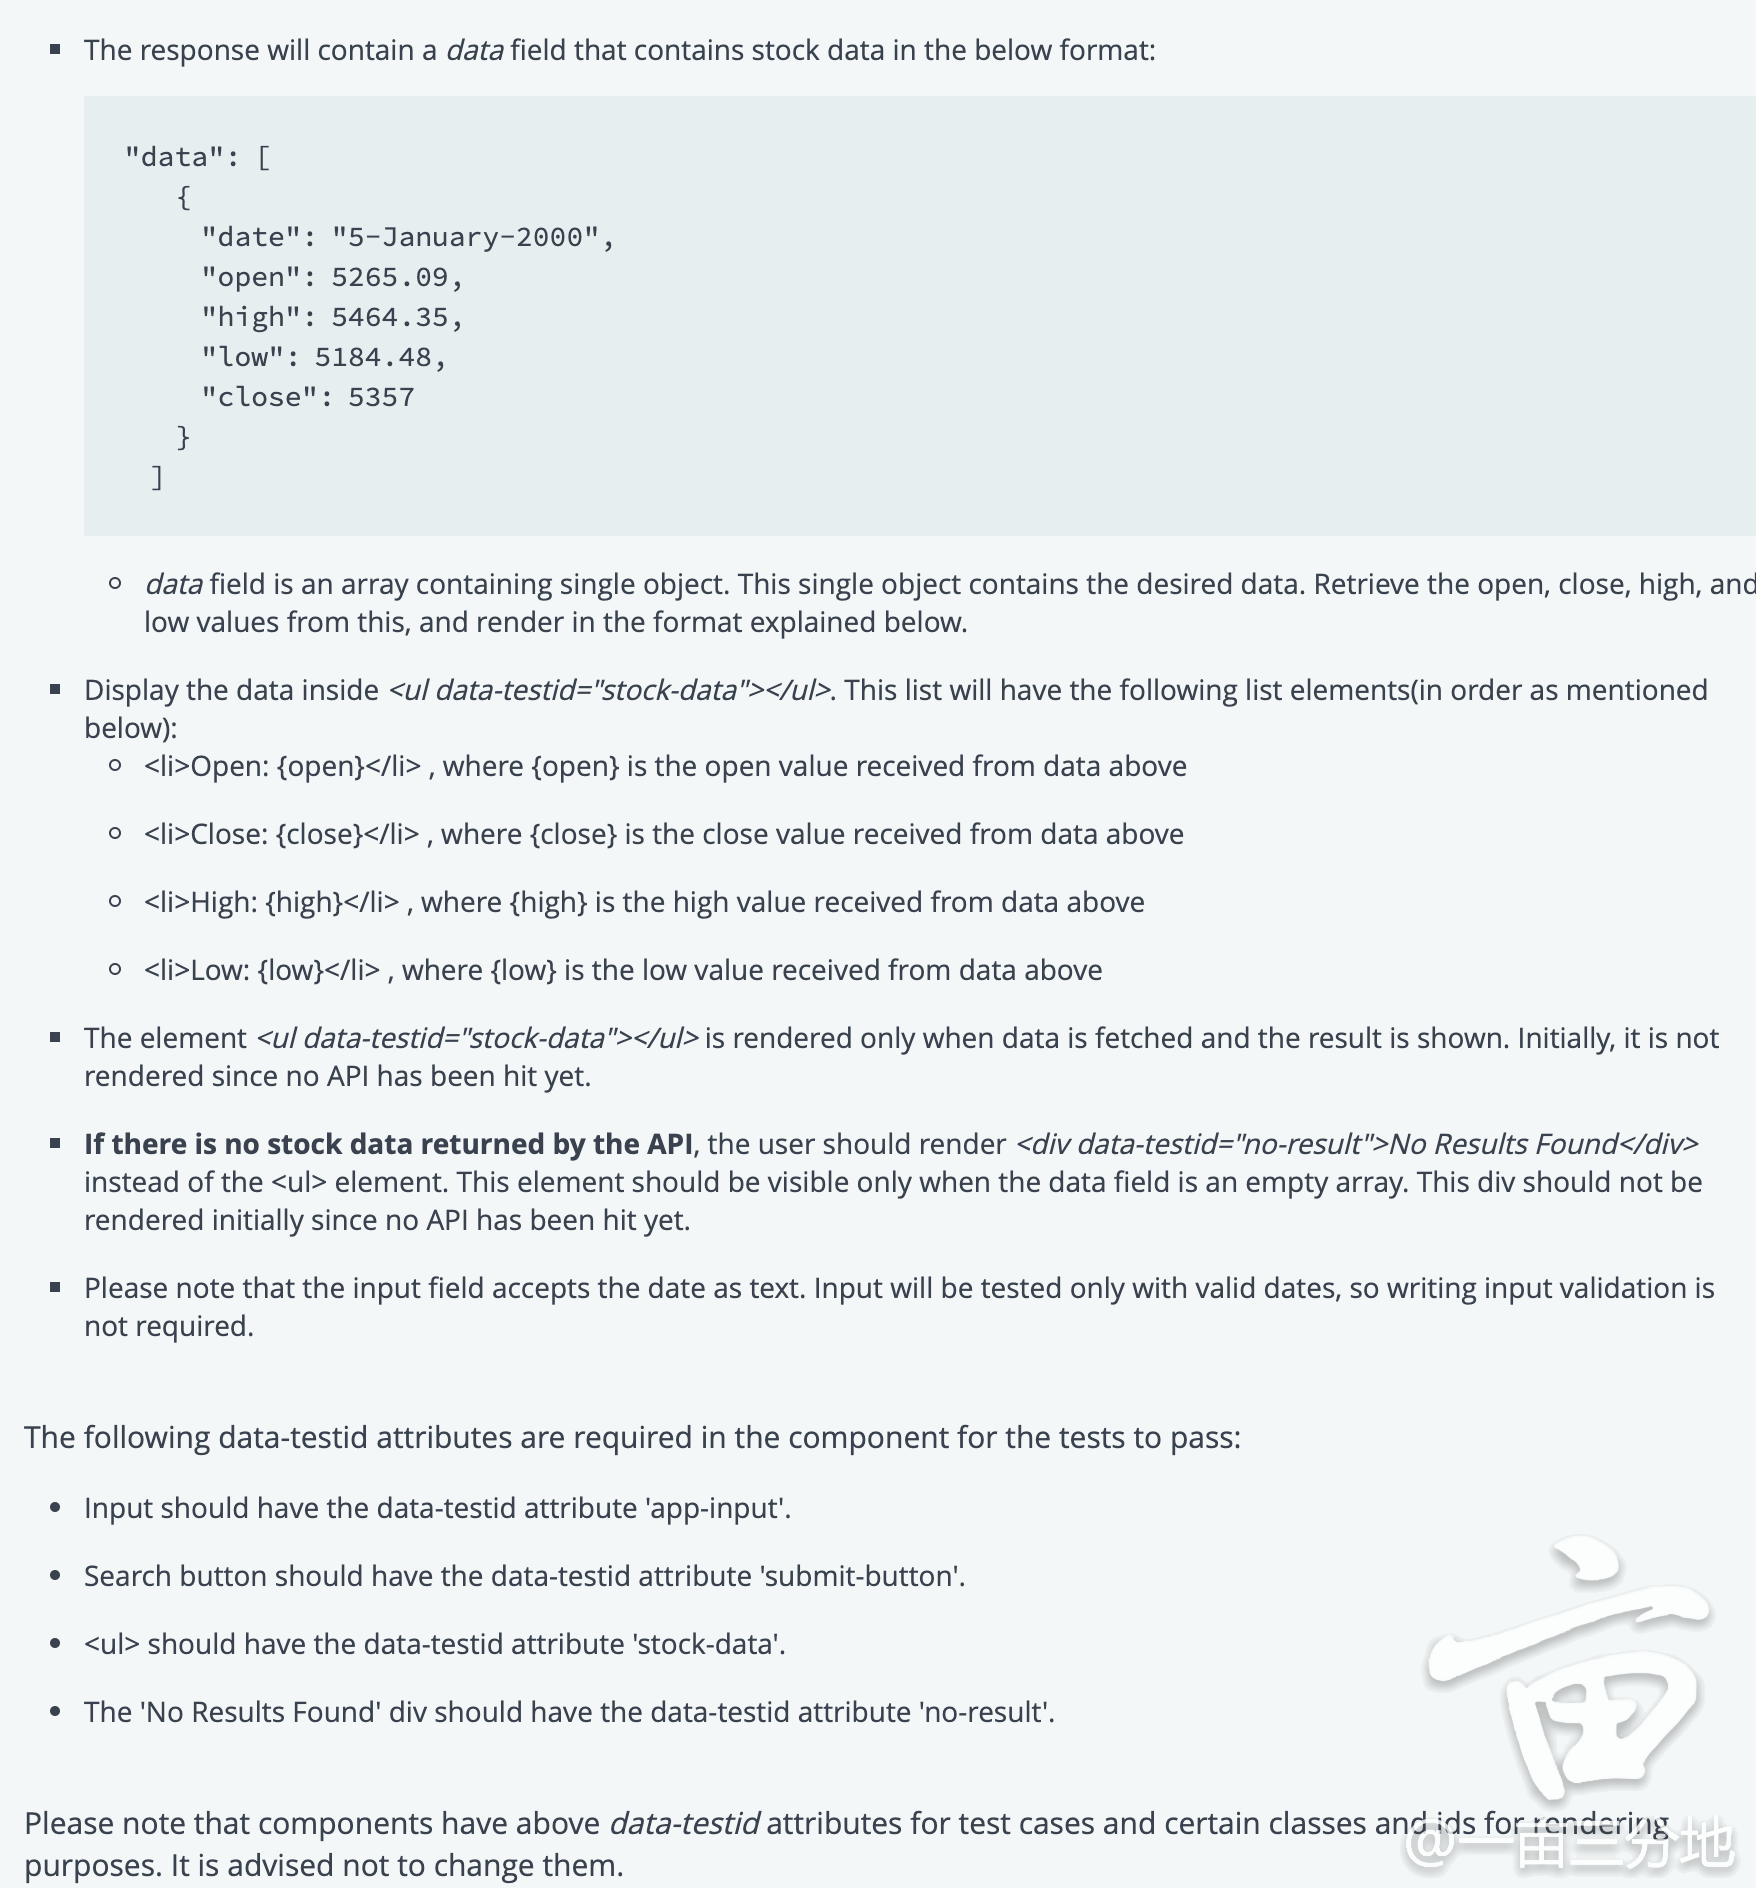 The response will contain a data field that contains stock data in the below format:
"data": [
{
"date": "5-January-2000",
"open": 5265.09,
"high": 5464.35,
"low": 5184.48,
"close": 5357
}
]
data field is an array containing single object. This single object contains the desired data. Retrieve the open, close, high, and
low values from this, and render in the format explained below.
Display the data inside <ul data-testid="stock-data"></ul>. This list will have the following list elements(in order as mentioned
below):
<li>Open: {open}</li> , where {open} is the open value received from data above
<li>Close: {close}</li> , where {close} is the close value received from data above
<li>High: {high}</li> , where {high} is the high value received from data above
<li>Low: {low}</li> , where {low} is the low value received from data above
The element <ul data-testid="stock-data"></ul> is rendered only when data is fetched and the result is shown. Initially, it is not
rendered since no API has been hit yet.
If there is no stock data returned by the API, the user should render <div data-testid="no-result">No Results Found</div>
instead of the <ul> element. This element should be visible only when the data field is an empty array. This div should not be
rendered initially since no API has been hit yet.
Please note that the input field accepts the date as text. Input will be tested only with valid dates, so writing input validation is
not required.
The following data-testid attributes are required in the component for the tests to pass:
Input should have the data-testid attribute 'app-input'.
Search button should have the data-testid attribute 'submit-button'.
<ul> should have the data-testid attribute 'stock-data'.
The 'No Results Found' div should have the data-testid attribute 'no-result'.
Please note that components have above data-testid attributes for test cases and certain classes and ids for rendering
purposes. It is advised not to change them.
@一亩三分地